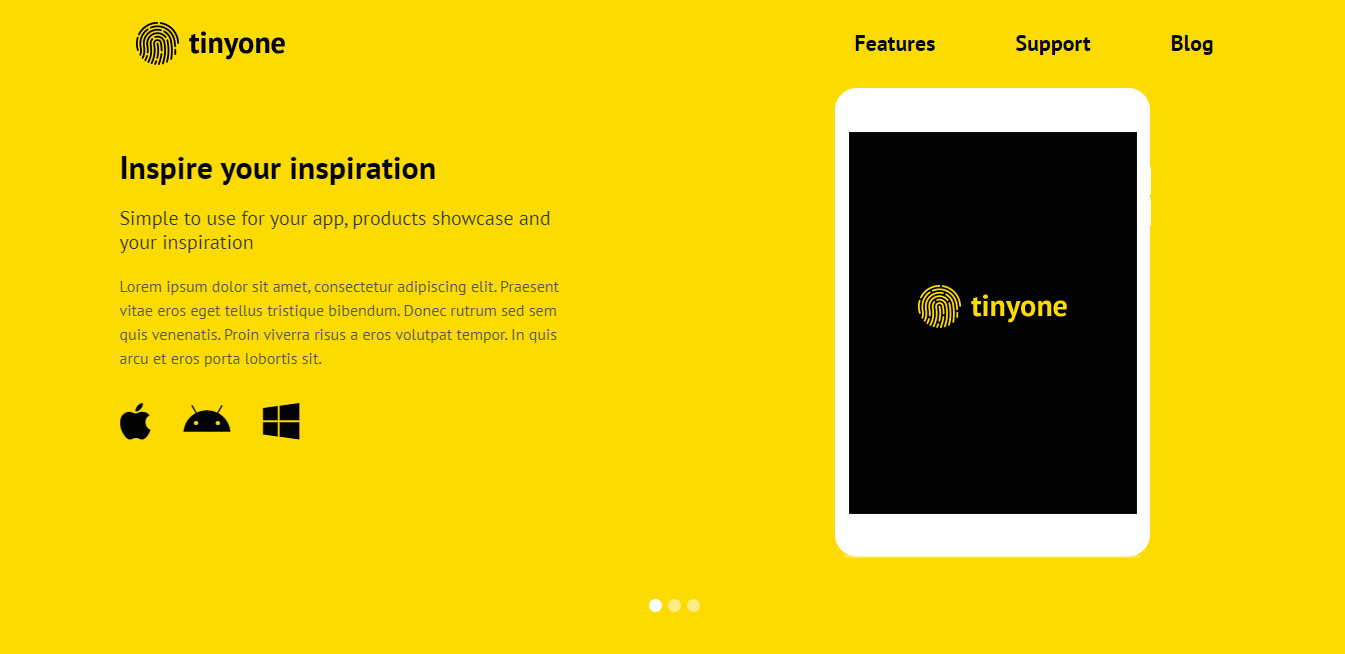 tinyone
Features
Support
Blog
Inspire your inspiration
Simple to use for your app, products showcase and
your inspiration
Lorem ipsum dolor sit amet, consectetur adipiscing elit. Praesent
vitae eros eget tellus tristique bibendum. Donec rutrum sed sem
quis venenatis. Proin viverra risus a eros volutpat tempor. In quis
arcu et eros porta lobortis sit.
tinyone